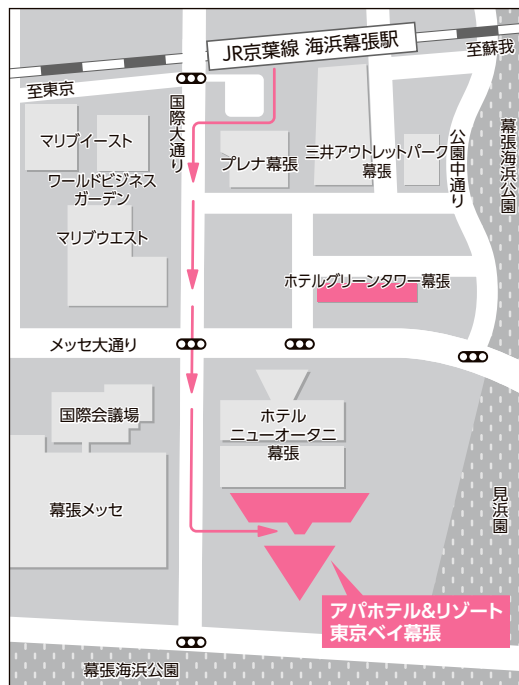 JR京葉線 海浜幕張駅
至蘇我
至東京
国際大通り
マリブイースト
ワールドビジネス
ガーデン
マリブウエスト
プレナ幕張
三井アウトレットパーク
幕張
公園中通り
幕張海浜公園
ホテルグリーンタワー幕張
メッセ大通り
国際会議場
幕張メッセ
ホテル
ニューオータニ
幕張
見浜園
アパホテル&リゾート
東京ベイ幕張
幕張海浜公園